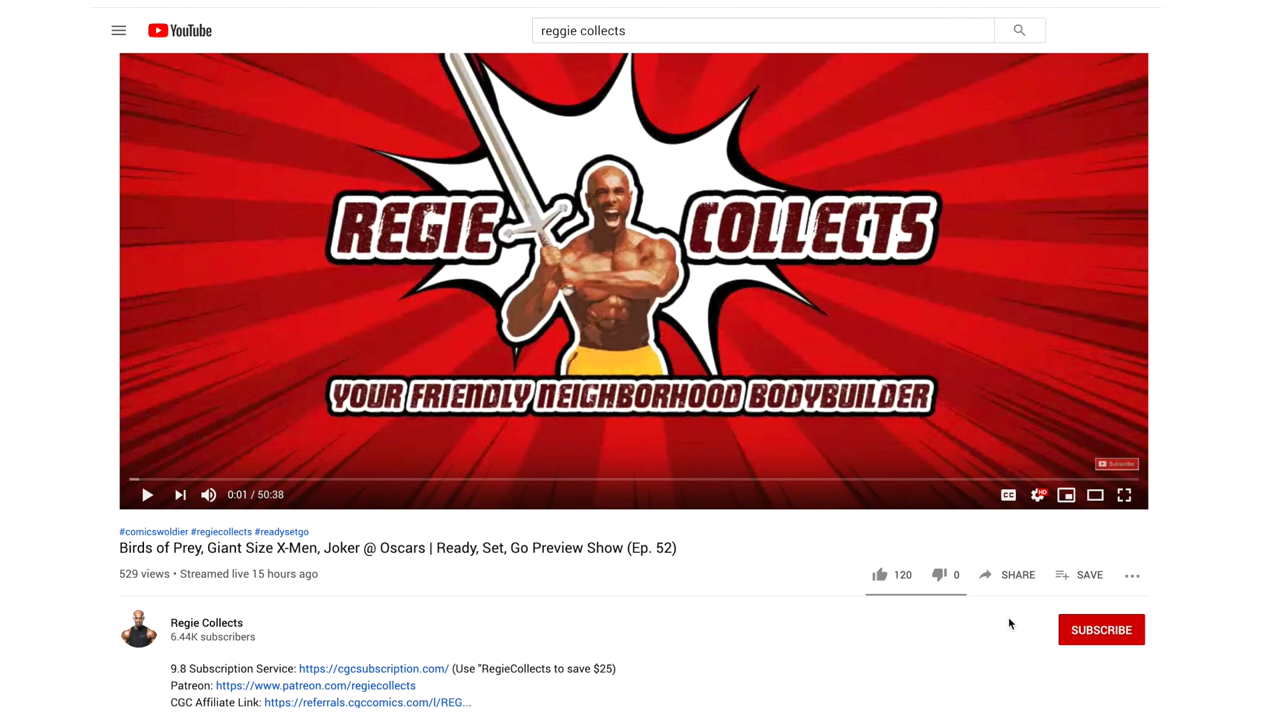 YouTube
reggie collects
REGIE COLLECTS
YOUR FRIENDLY NEIGHBORHOOD BODYBUILDER
Subscribe
0:01 / 50:38
CC
HD
#comicswoldier #regiecollects #readysetgo
Birds of Prey, Giant Size X-Men, Joker @ Oscars | Ready, Set, Go Preview Show (Ep. 52)
529 views • Streamed live 15 hours ago
120 0 SHARE SAVE
Regie Collects
6.44K subscribers
SUBSCRIBE
9.8 Subscription Service: https://cgcsubscription.com/ (Use "RegieCollects to save $25)
Patreon: https://www.patreon.com/regiecollects
CGC Affiliate Link: https://referrals.cgccomics.com/l/REG...